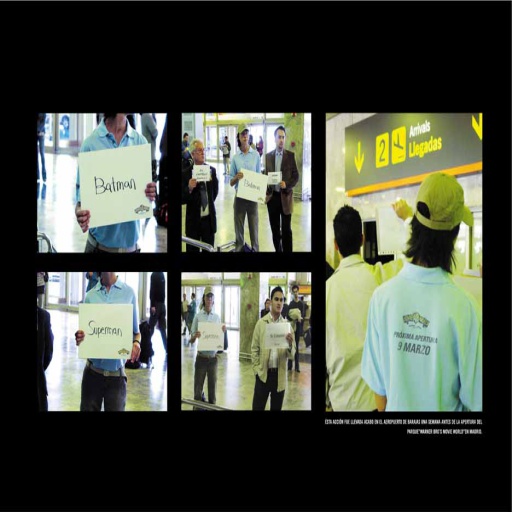 Batman
Batman
Arrivals
2
Llegadas
PRÓXIMA APERTURA
9 MARZO
Superman
ÉSTA ACCIÓN FUE LLEVADA ACABO EN EL AEROPUERTO DE BARAJAS UNA SEMANA ANTES DE LA APERTURA DEL
PARQUE"WARNER BRO'S MOVIE WORLD"EN MADRID.